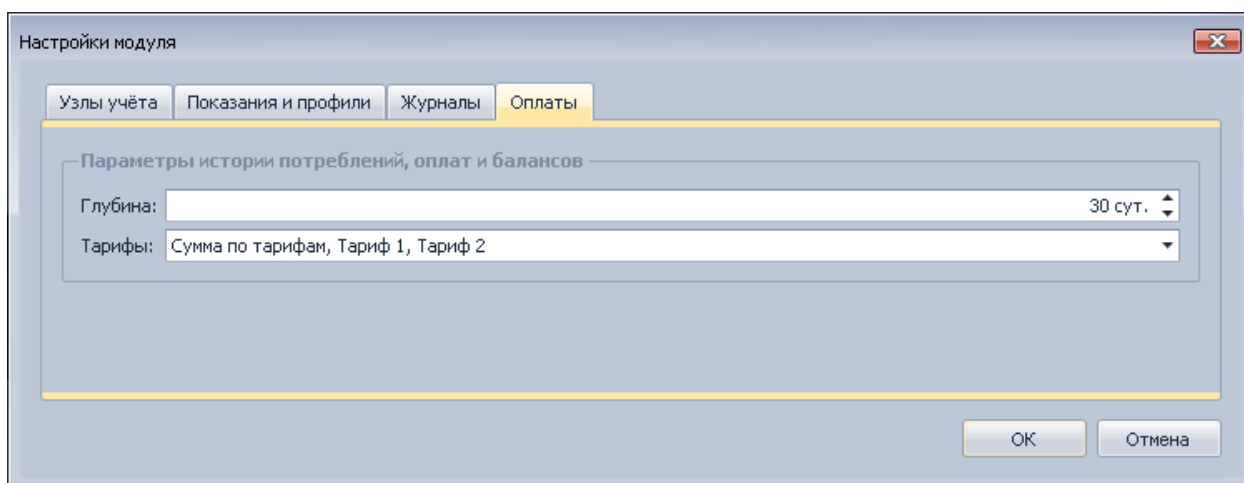 Настройки модуля
Узлы учёта Показания и профили Журналы Оплаты
Параметры истории потреблений, оплат и балансов
Глубина: 30 сут.
Тарифы: Сумма по тарифам, Тариф 1, Тариф 2
ОК Отмена